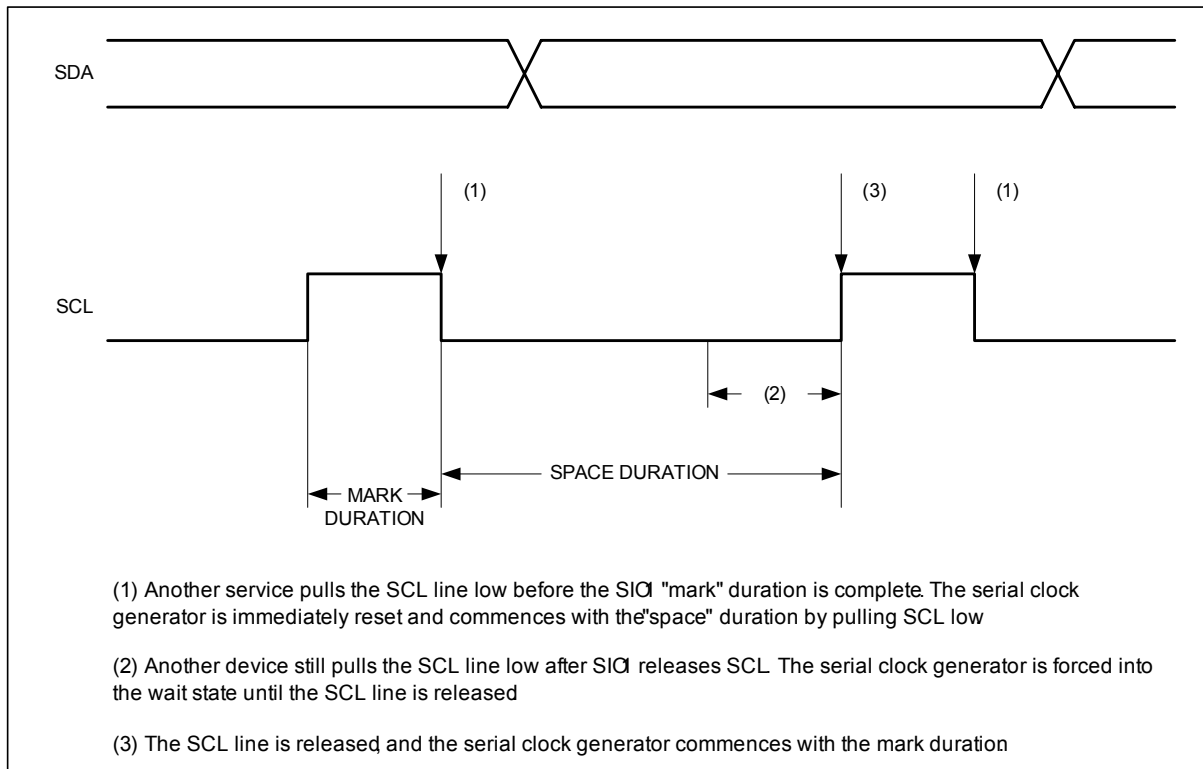 SDA
(1)
(3)
(1)
SCL
(2)
SPACE DURATION
MARK
DURATION
(1) Another service pulls the SCL line low before the SIO1 "mark" duration is complete. The serial clock
generator is immediately reset and commences with the"space" duration by pulling SCL low
(2) Another device still pulls the SCL line low after SIO1 releases SCL. The serial clock generator is forced into
the wait state until the SCL line is released
(3) The SCL line is released, and the serial clock generator commences with the mark duration.